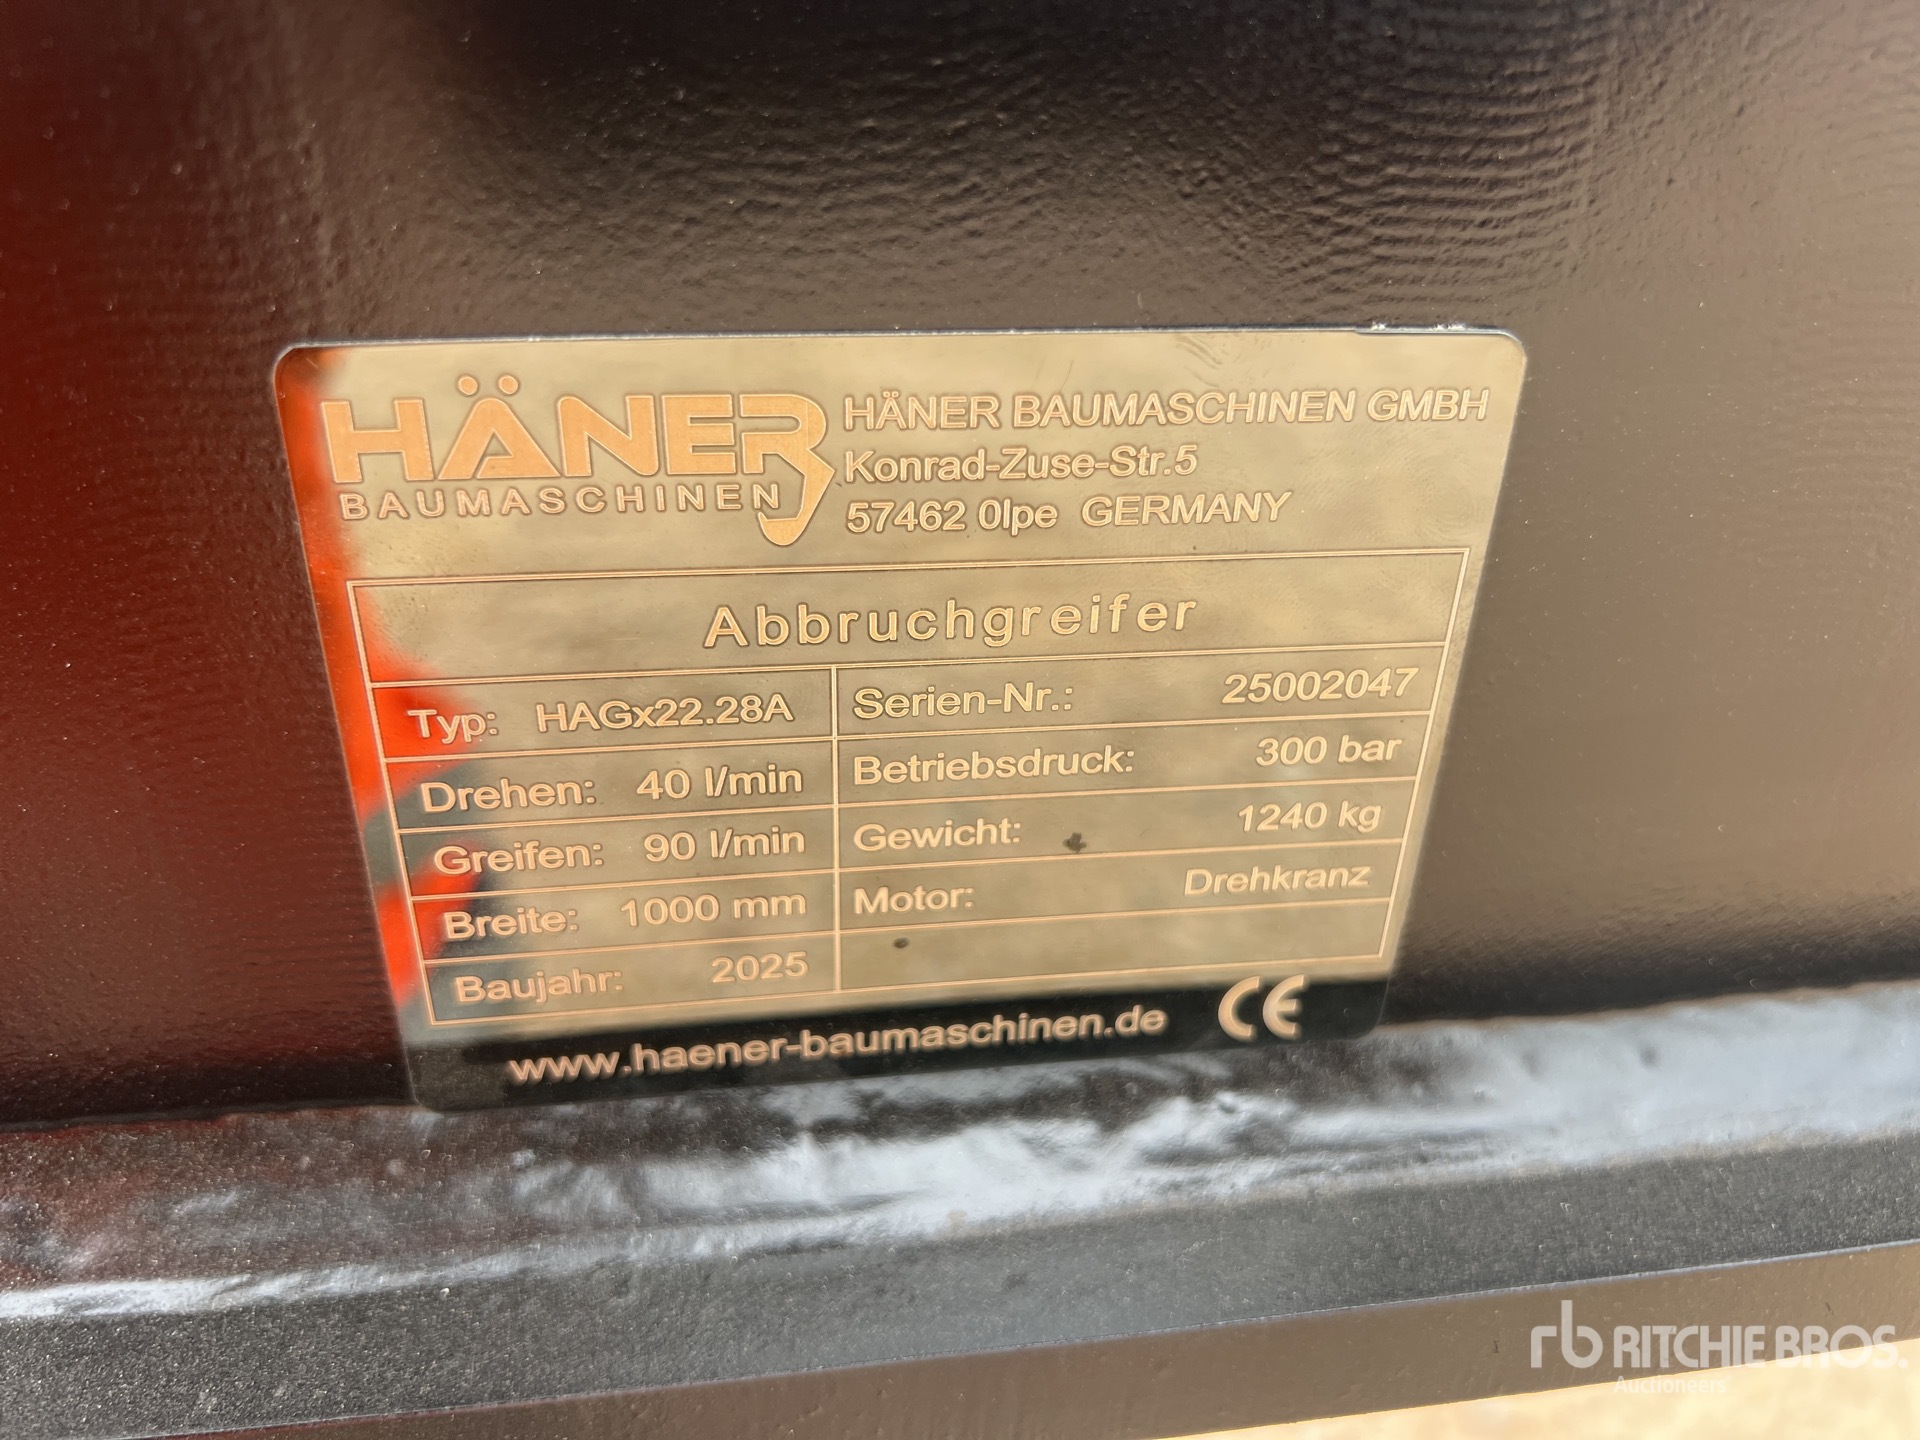 HÄNER
BAUMASCHINEN
HÄNER BAUMASCHINEN GMBH
Konrad-Zuse-Str.5
57462 Olpe GERMANY
Abbruchgreifer
Typ: HAGx22.28A
Serien-Nr.: 25002047
Drehen: 40 l/min
Betriebsdruck: 300 bar
Greifen: 90 l/min
Gewicht: 1240 kg
Breite: 1000 mm
Motor: Drehkranz
Baujahr: 2025
www.haener-baumaschinen.de CE
rb RITCHIE BROS.
Auctioneers